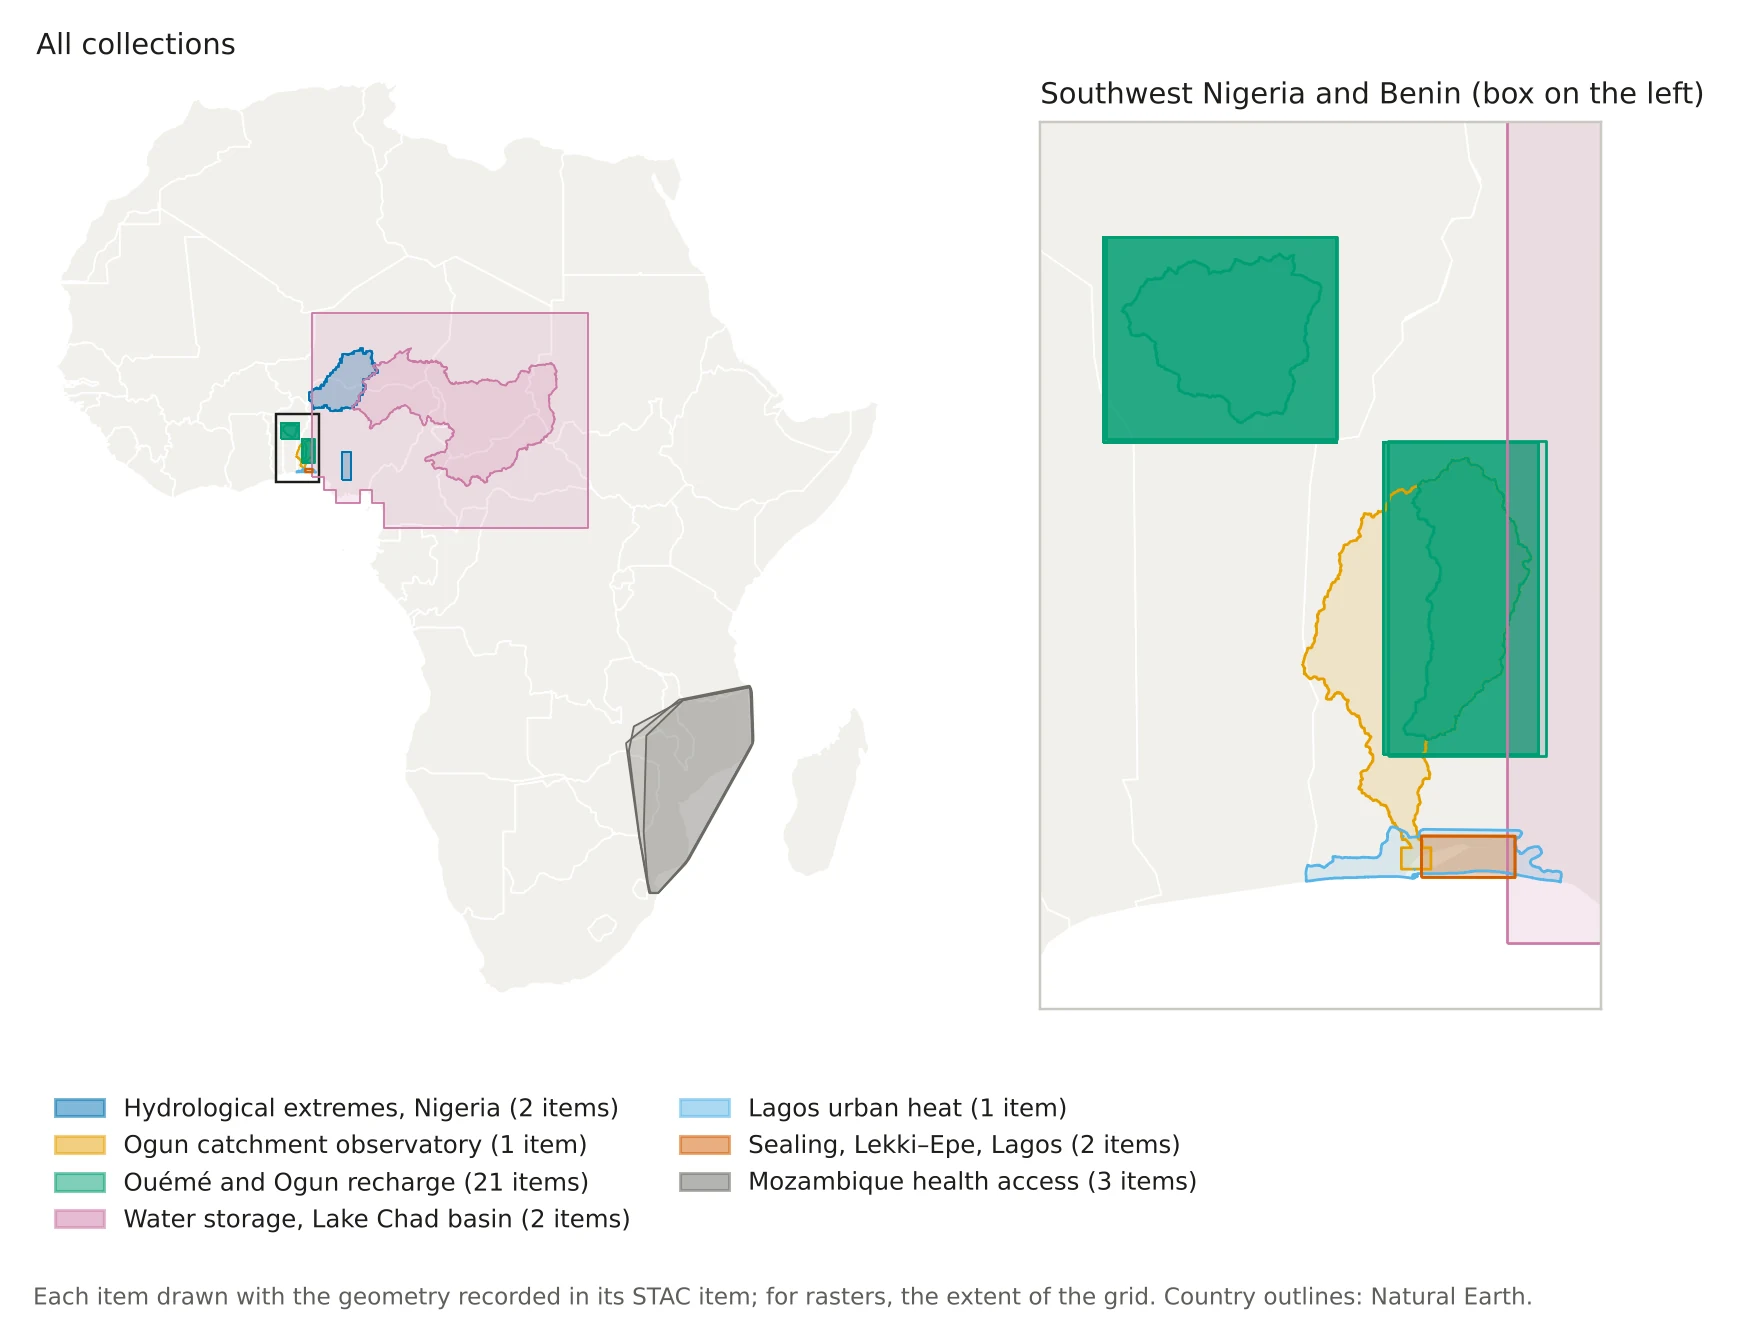 All collections
Southwest Nigeria and Benin (box on the left)
Hydrological extremes, Nigeria (2 items)
Ogun catchment observatory (1 item)
Ouémé and Ogun recharge (21 items)
Water storage, Lake Chad basin (2 items)
Lagos urban heat (1 item)
Sealing, Lekki–Epe, Lagos (2 items)
Mozambique health access (3 items)
Each item drawn with the geometry recorded in its STAC item; for rasters, the extent of the grid. Country outlines: Natural Earth.